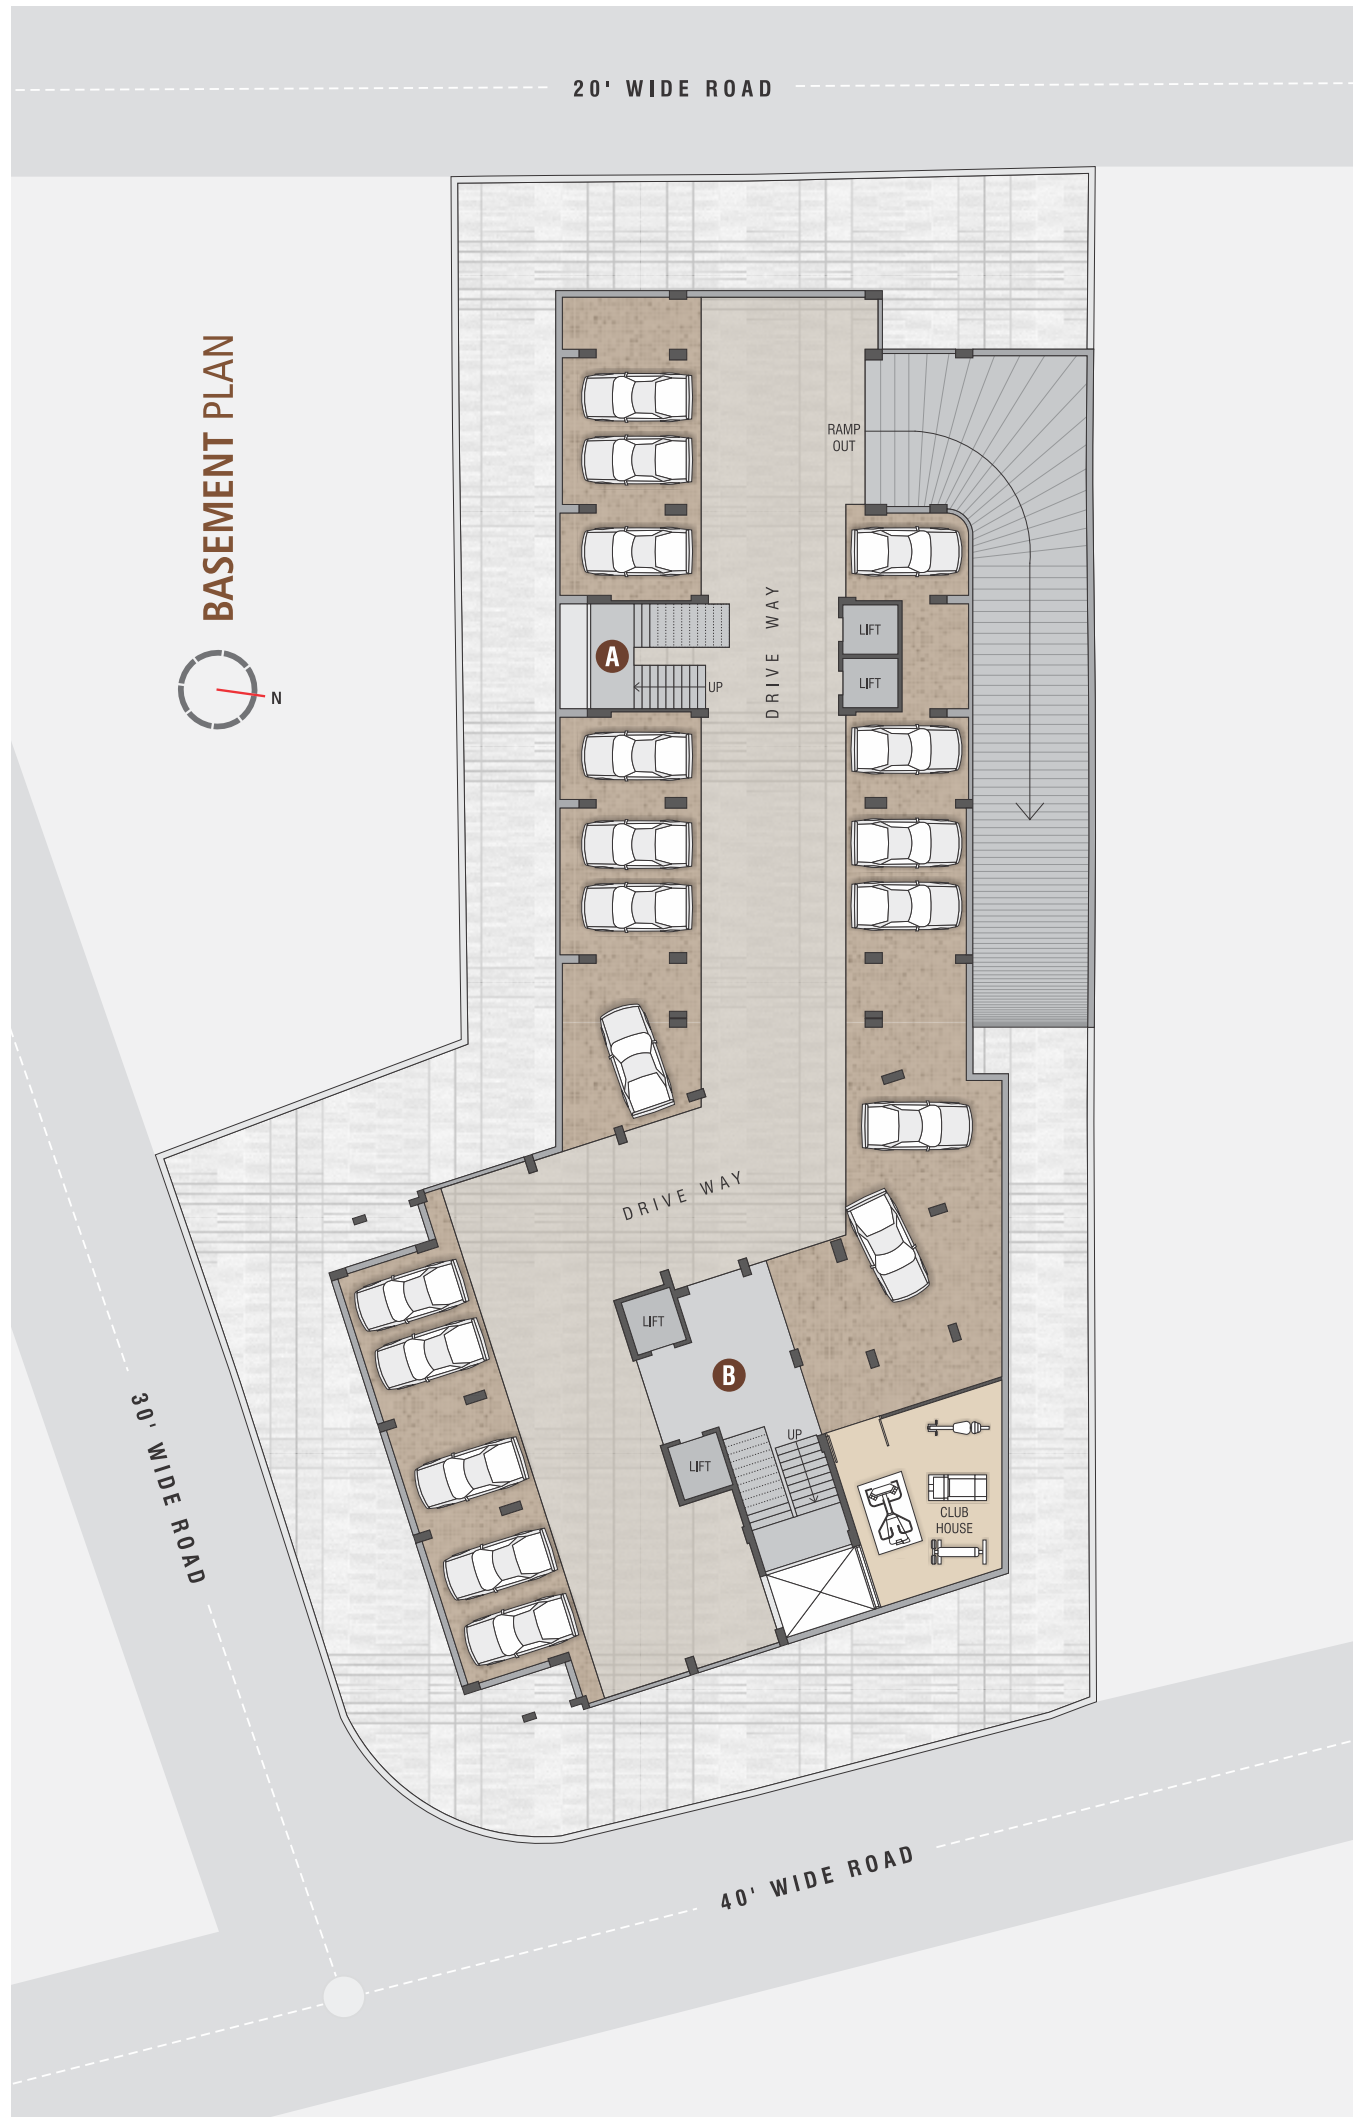 20' WIDE ROAD
BASEMENT PLAN
N
RAMP
OUT
DRIVE WAY
LIFT
LIFT
A
UP
DRIVE WAY
LIFT
B
UP
LIFT
CLUB
HOUSE
30' WIDE ROAD
40' WIDE ROAD